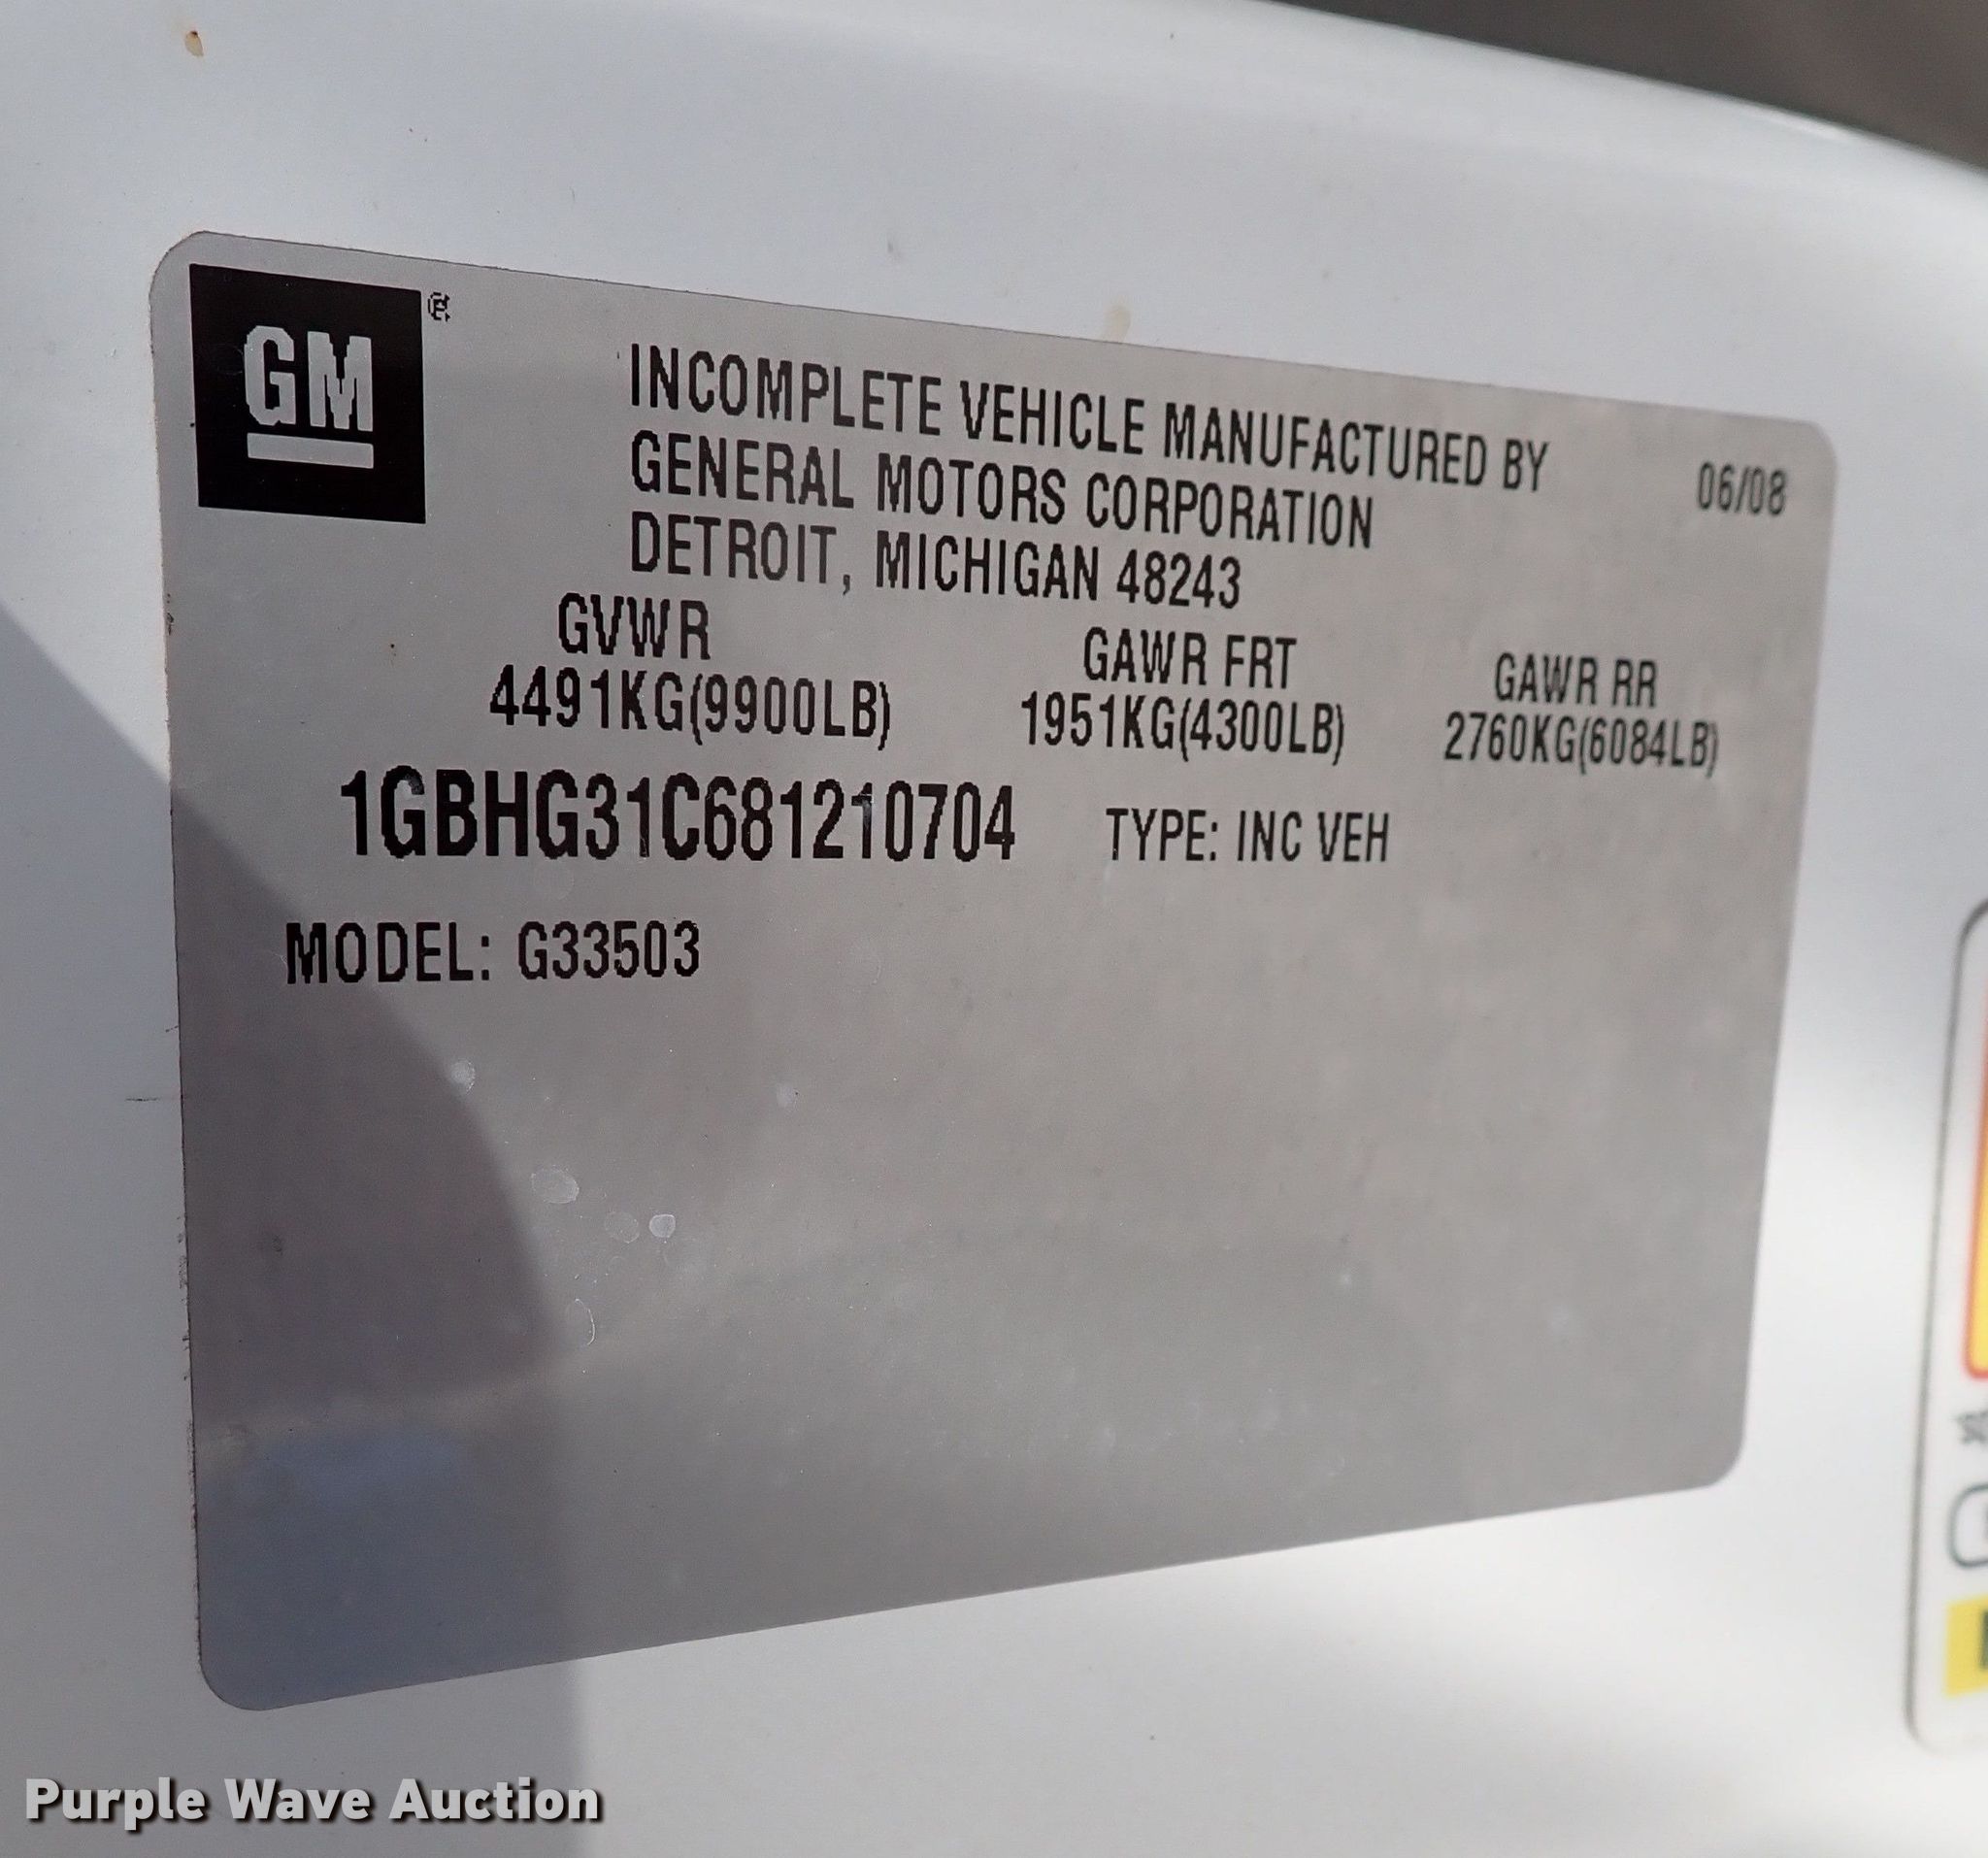 GM®
INCOMPLETE VEHICLE MANUFACTURED BY
GENERAL MOTORS CORPORATION
DETROIT, MICHIGAN 48243
06/08
GVWR
4491KG(9900LB)
GAWR FRT
1951KG(4300LB)
GAWR RR
2760KG(6084LB)
1GBHG31C681210704 TYPE: INC VEH
MODEL: G33503
Purple Wave Auction